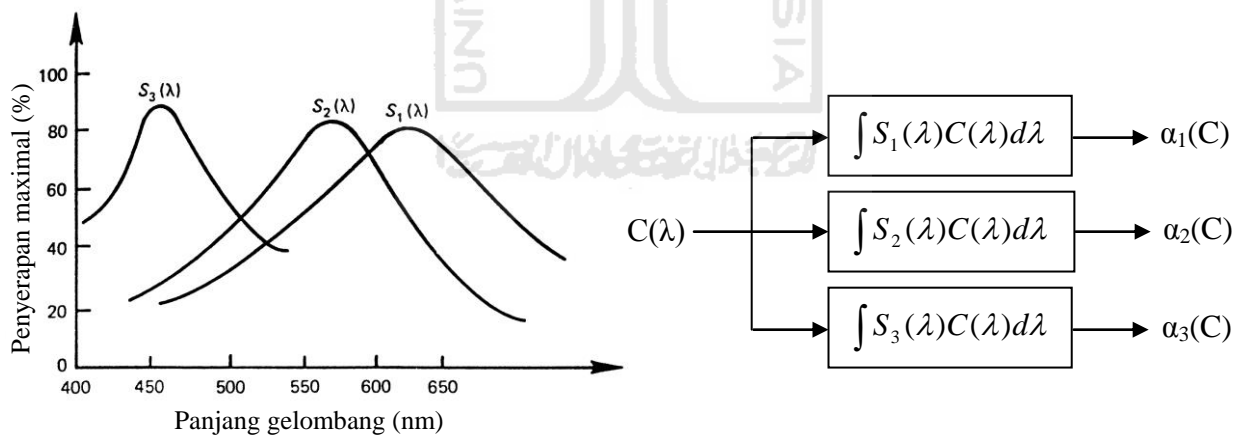 Penyerapan maximal (%)
100
80
60
40
20
0
S₃(λ)
S₂(λ)
S₁(λ)
400 450 500 550 600 650
Panjang gelombang (nm)
C(λ)
∫S₁(λ)C(λ)dλ
α₁(C)
∫S₂(λ)C(λ)dλ
α₂(C)
∫S₃(λ)C(λ)dλ
α₃(C)